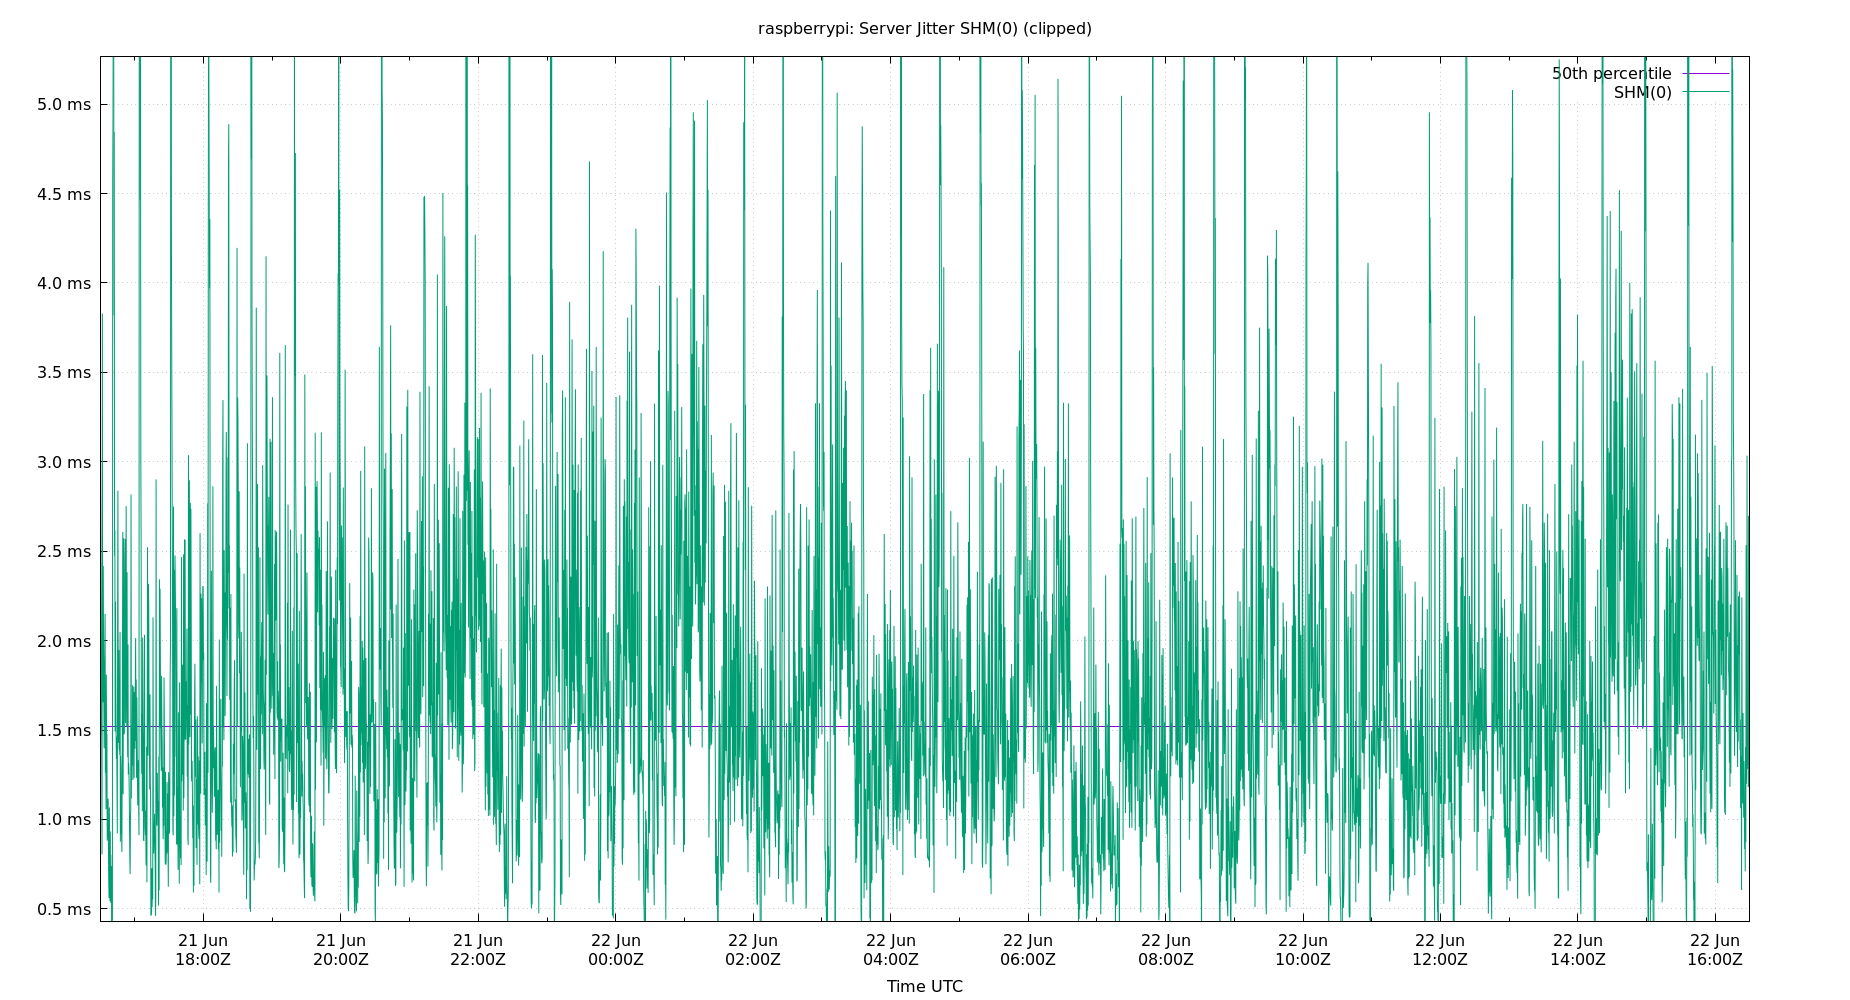 raspberrypi: Server Jitter SHM(0) (clipped)
50th percentile
SHM(0)
5.0 ms
4.5 ms
4.0 ms
3.5 ms
3.0 ms
2.5 ms
2.0 ms
1.5 ms
1.0 ms
0.5 ms
21 Jun 21 Jun 21 Jun 22 Jun 22 Jun 22 Jun 22 Jun 22 Jun 22 Jun 22 Jun 22 Jun 22 Jun
18:00Z 20:00Z 22:00Z 00:00Z 02:00Z 04:00Z 06:00Z 08:00Z 10:00Z 12:00Z 14:00Z 16:00Z
Time UTC